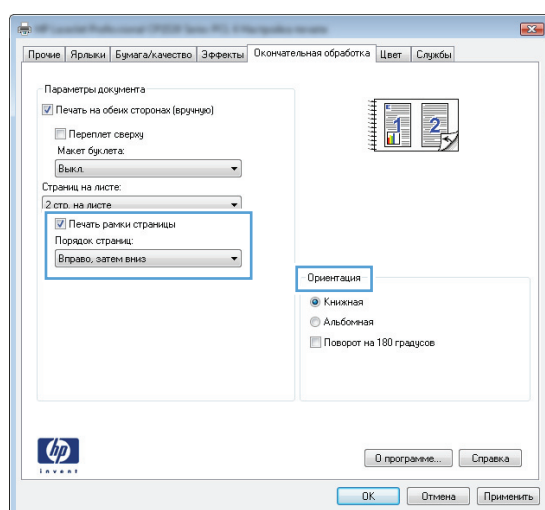 Прочие Ярлыки Бумага/качество Эффекты Окончательная обработка Цвет Службы
Параметры документа
Печать на обеих сторонах (вручную)
Переплет сверху
Макет буклета:
Выкл.
Страниц на листе:
2 стр. на листе
Печать рамки страницы
Порядок страниц:
Вправо, затем вниз
1 2
Ориентация
Книжная
Альбомная
Поворот на 180 градусов
hp
invent
О программе... Справка
OK Отмена Применить